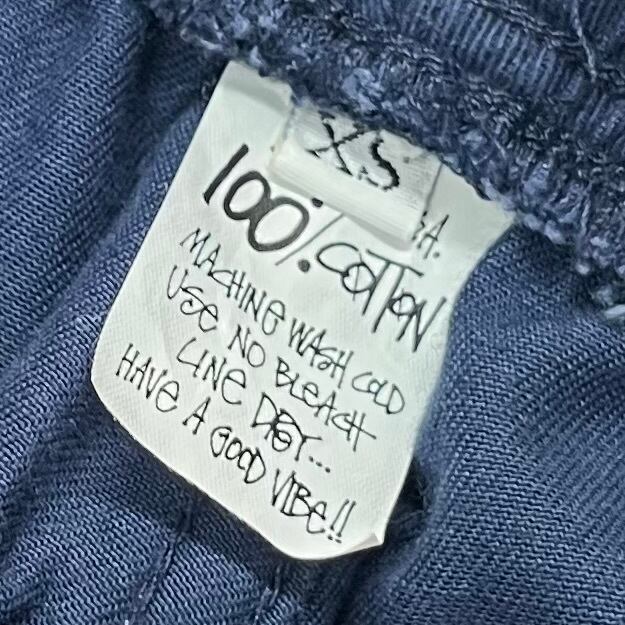 XS
100% COTTON
MACHINE WASH COLD
USE NO BLEACH
LINE DRY...
HAVE A GOOD VIBE!!